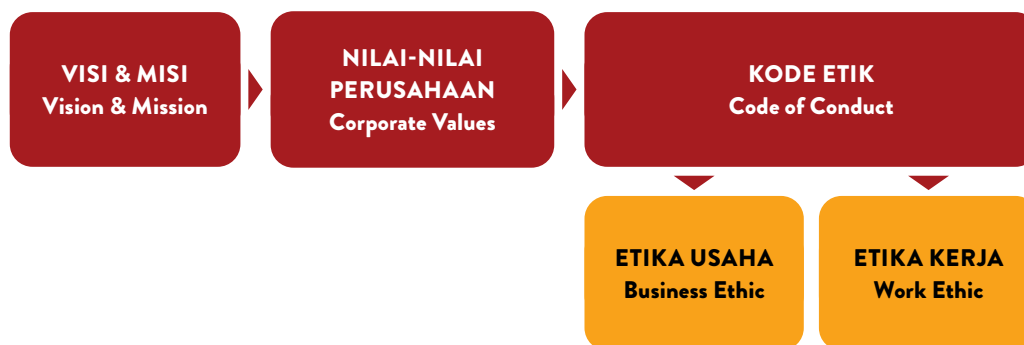 VISI & MISI
Vision & Mission
NILAI-NILAI
PERUSAHAAN
Corporate Values
KODE ETIK
Code of Conduct
ETIKA USAHA
Business Ethic
ETIKA KERJA
Work Ethic